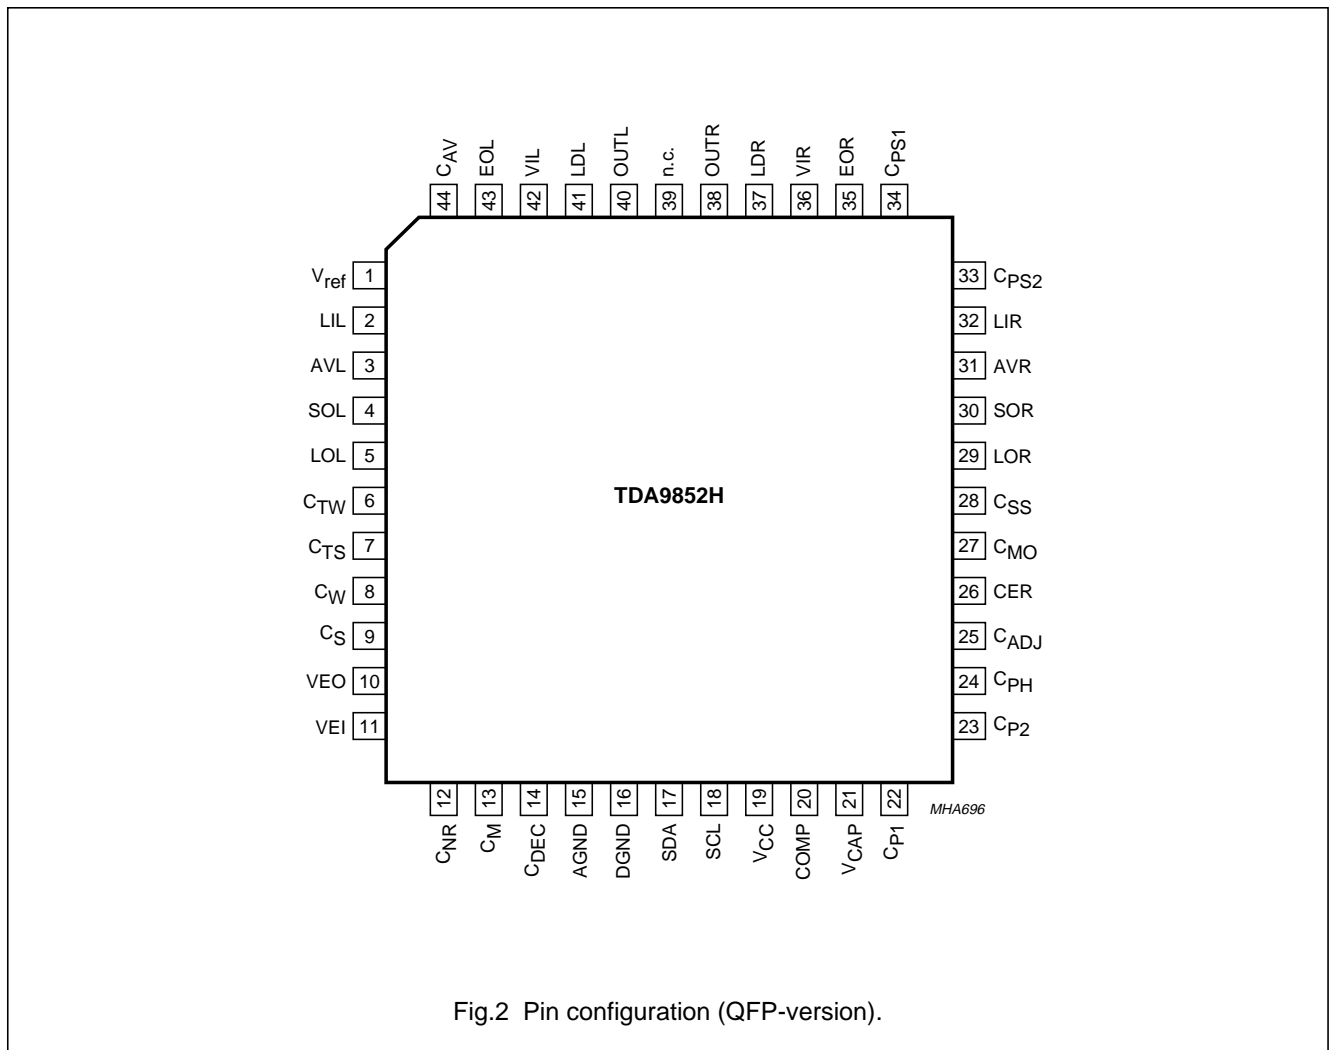 C_AV EOL VIL LDL OUTL n.c. OUTR LDR VIR EOR C_PS1
44 43 42 41 40 39 38 37 36 35 34
V_ref 1
LIL 2
AVL 3
SOL 4
LOL 5
C_TW 6
C_TS 7
C_W 8
C_S 9
VEO 10
VEI 11
TDA9852H
33 C_PS2
32 LIR
31 AVR
30 SOR
29 LOR
28 C_SS
27 C_MO
26 CER
25 C_ADJ
24 C_PH
23 C_P2
12 13 14 15 16 17 18 19 20 21 22
C_NR C_M C_DEC AGND DGND SDA SCL V_CC COMP V_CAP C_P1
MHA696
Fig.2 Pin configuration (QFP-version).